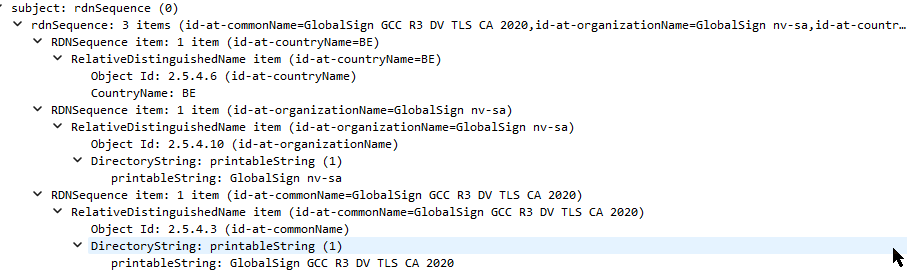 subject: rdnSequence (0)
rdnSequence: 3 items (id-at-commonName=GlobalSign GCC R3 DV TLS CA 2020,id-at-organizationName=GlobalSign nv-sa,id-at-countr…
RDNSequence item: 1 item (id-at-countryName=BE)
RelativeDistinguishedName item (id-at-countryName=BE)
Object Id: 2.5.4.6 (id-at-countryName)
CountryName: BE
RDNSequence item: 1 item (id-at-organizationName=GlobalSign nv-sa)
RelativeDistinguishedName item (id-at-organizationName=GlobalSign nv-sa)
Object Id: 2.5.4.10 (id-at-organizationName)
DirectoryString: printableString (1)
printableString: GlobalSign nv-sa
RDNSequence item: 1 item (id-at-commonName=GlobalSign GCC R3 DV TLS CA 2020)
RelativeDistinguishedName item (id-at-commonName=GlobalSign GCC R3 DV TLS CA 2020)
Object Id: 2.5.4.3 (id-at-commonName)
DirectoryString: printableString (1)
printableString: GlobalSign GCC R3 DV TLS CA 2020